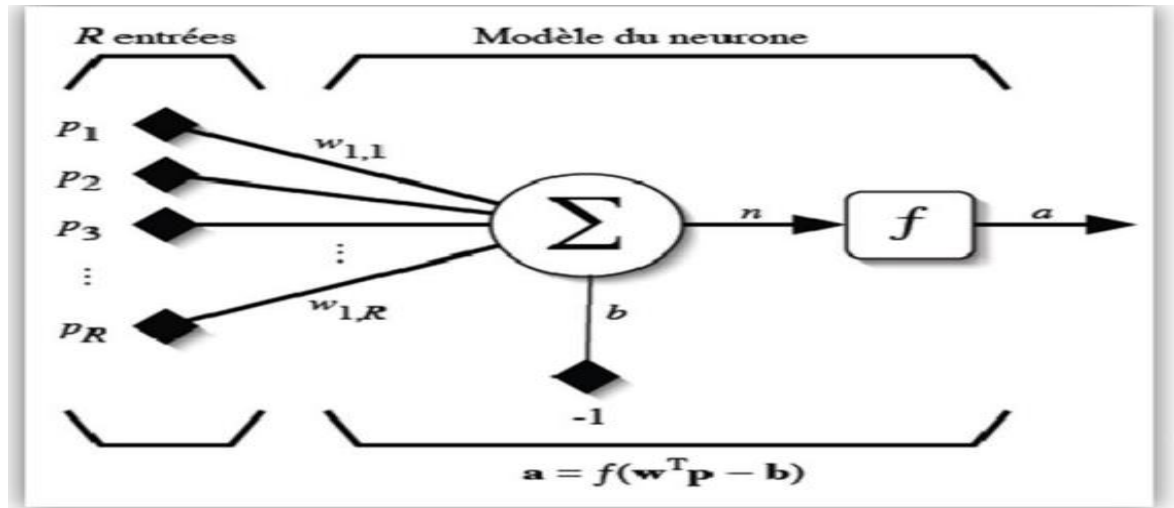 R entrées
Modèle du neurone
p1
p2
p3
⋮
pR
w1,1
⋮
w1,R
Σ
n
f
a
b
-1
a = f(wᵀp − b)